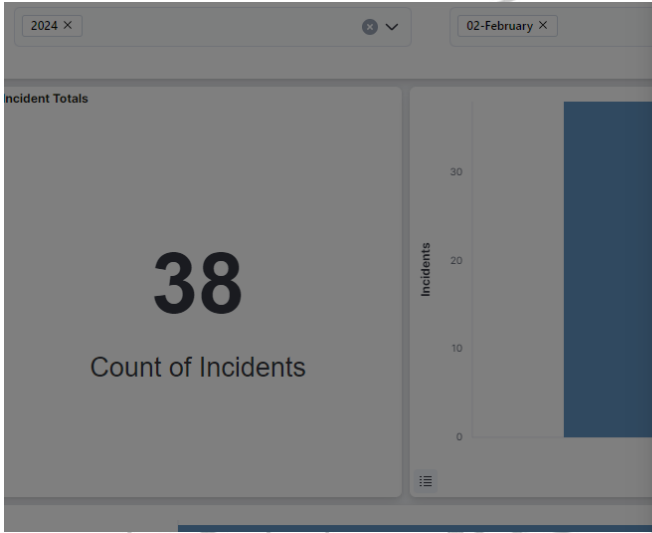 2024 ×
02-February ×
Incident Totals
38
Count of Incidents
Incidents
30
20
10
0